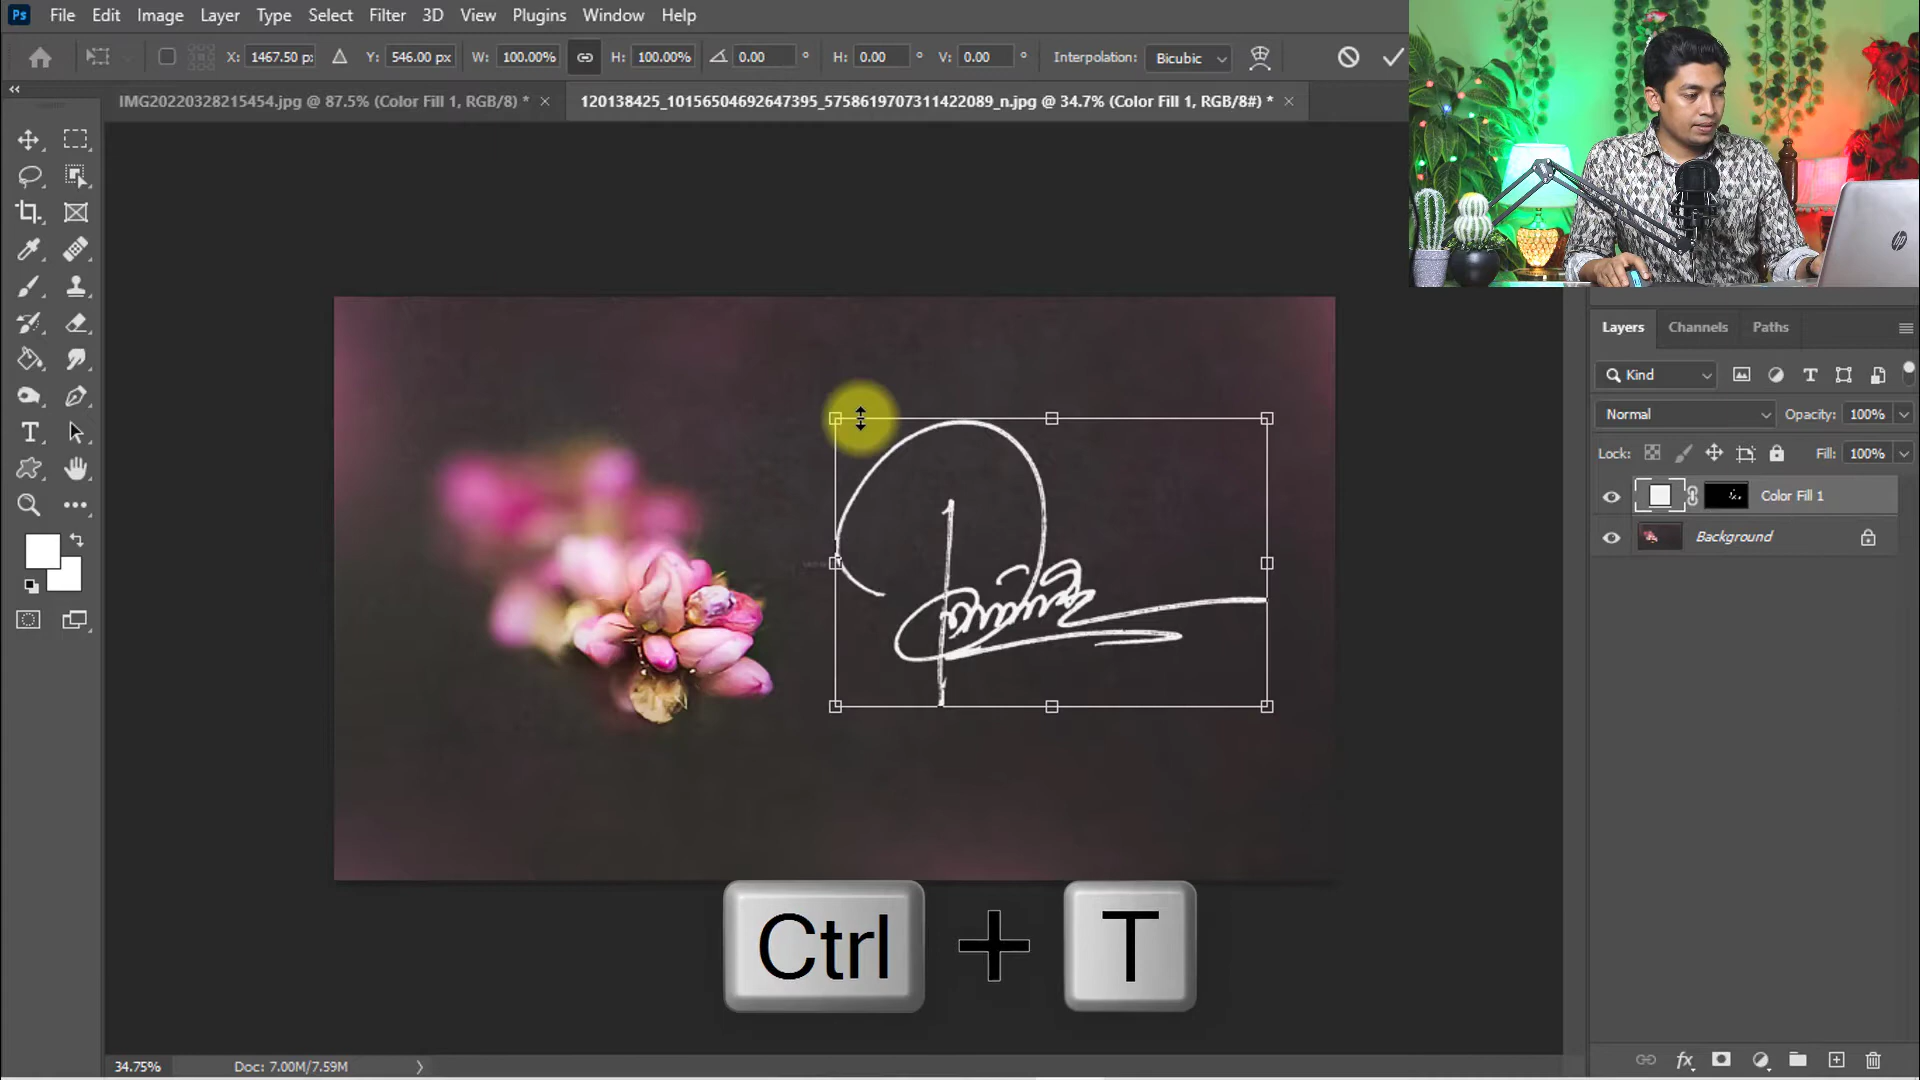 Ps File Edit Image Layer Type Select Filter 3D View Plugins Window Help
X: 1467.50 px Y: 546.00 px W: 100.00% H: 100.00% 0.00 ° H: 0.00 ° V: 0.00 ° Interpolation: Bicubic
IMG20220328215454.jpg @ 87.5% (Color Fill 1, RGB/8) * × 120138425_10156504692647395_5758619707311422089_n.jpg @ 34.7% (Color Fill 1, RGB/8#) * ×
hp
Layers Channels Paths
Kind
Normal Opacity: 100%
Lock: Fill: 100%
Color Fill 1
Background
Ctrl + T
34.75% Doc: 7.00M/7.59M